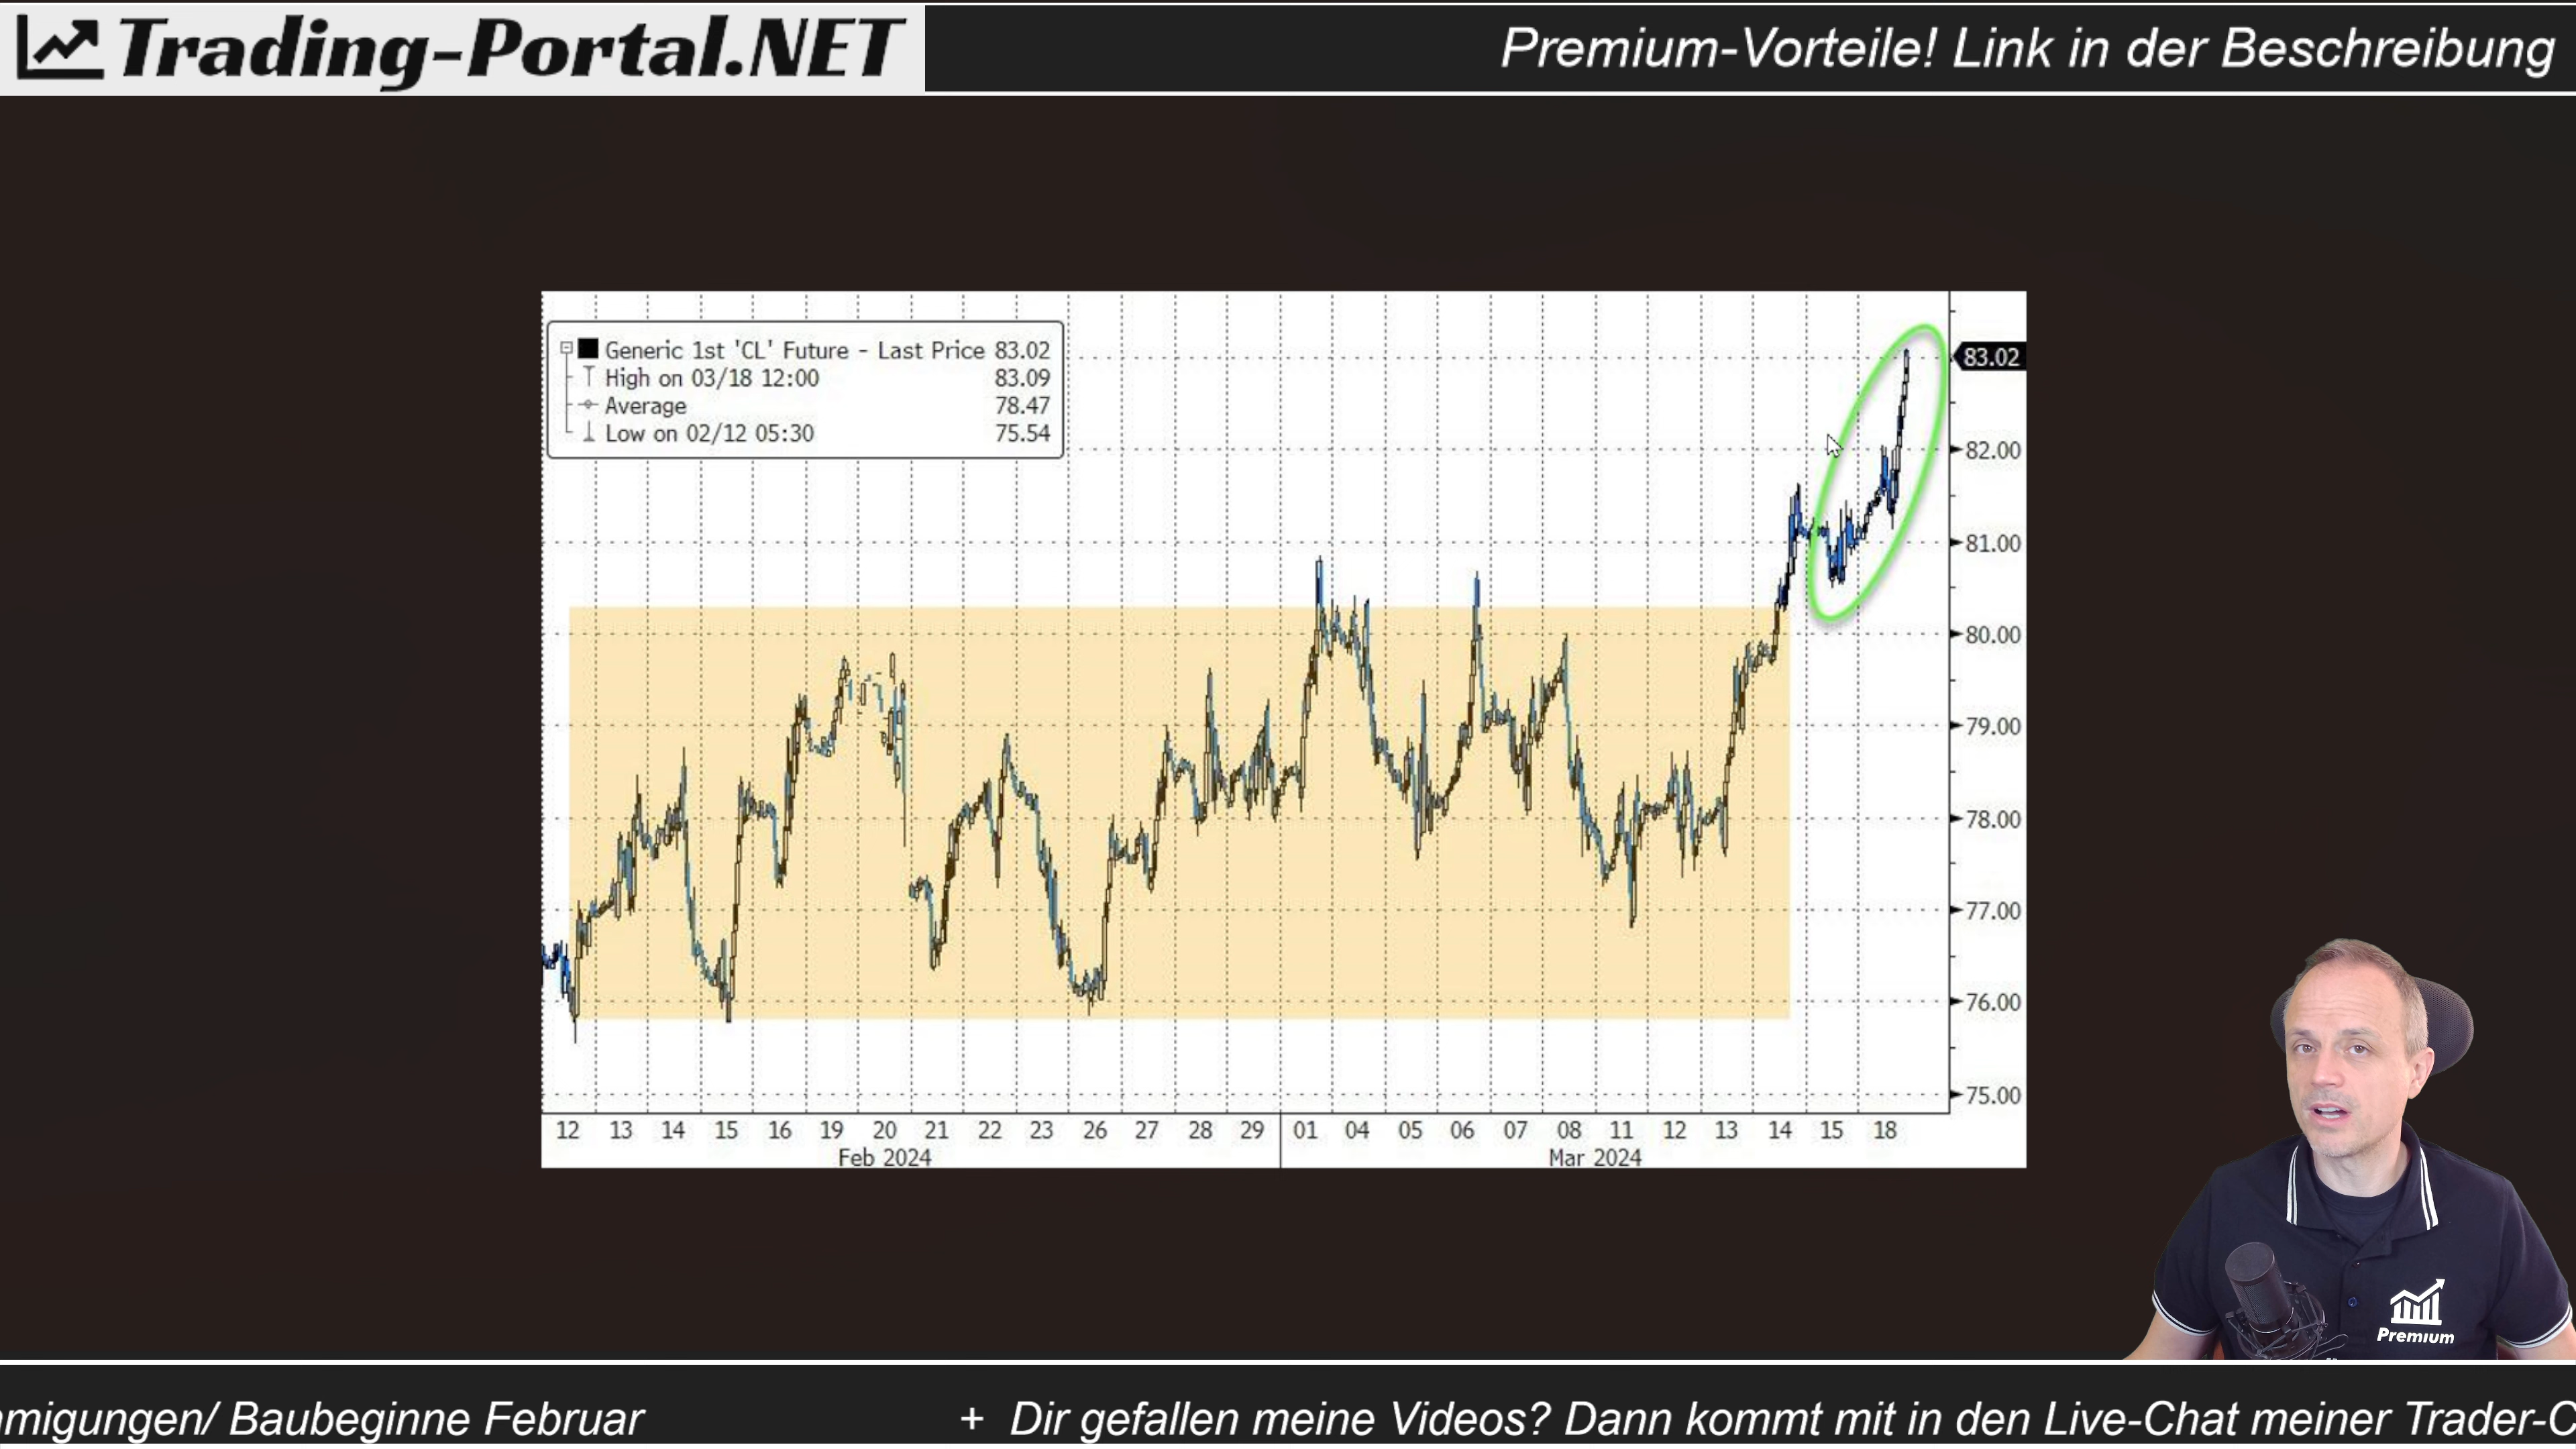 Trading-Portal.NET
Premium-Vorteile! Link in der Beschreibung
Generic 1st 'CL' Future - Last Price 83.02
High on 03/18 12:00 83.09
Average 78.47
Low on 02/12 05:30 75.54
83.02
82.00
81.00
80.00
79.00
78.00
77.00
76.00
75.00
12 13 14 15 16 19 20 21 22 23 26 27 28 29 01 04 05 06 07 08 11 12 13 14 15 18
Feb 2024 Mar 2024
Premium
migungen/ Baubeginne Februar + Dir gefallen meine Videos? Dann kommt mit in den Live-Chat meiner Trader-C